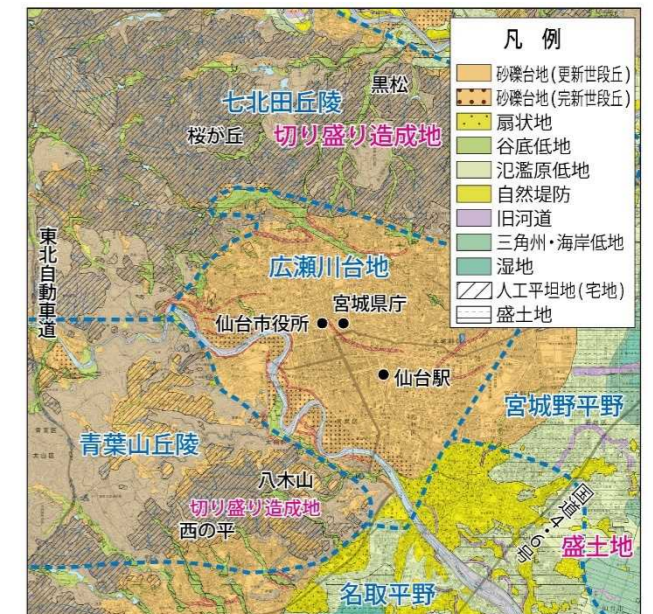 凡 例
砂礫台地(更新世段丘)
砂礫台地(完新世段丘)
扇状地
谷底低地
氾濫原低地
自然堤防
旧河道
三角州・海岸低地
湿地
人工平坦地(宅地)
盛土地
黒松
七北田丘陵
桜が丘 切り盛り造成地
東北自動車道
広瀬川台地
宮城県庁
仙台市役所
仙台駅
宮城野平野
青葉山丘陵
八木山
切り盛り造成地
西の平
国道4・6号
盛土地
名取平野